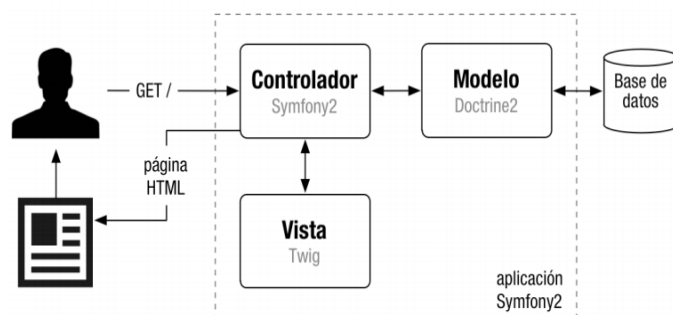 GET /
Controlador
Symfony2
Modelo
Doctrine2
Base de
datos
página
HTML
Vista
Twig
aplicación
Symfony2